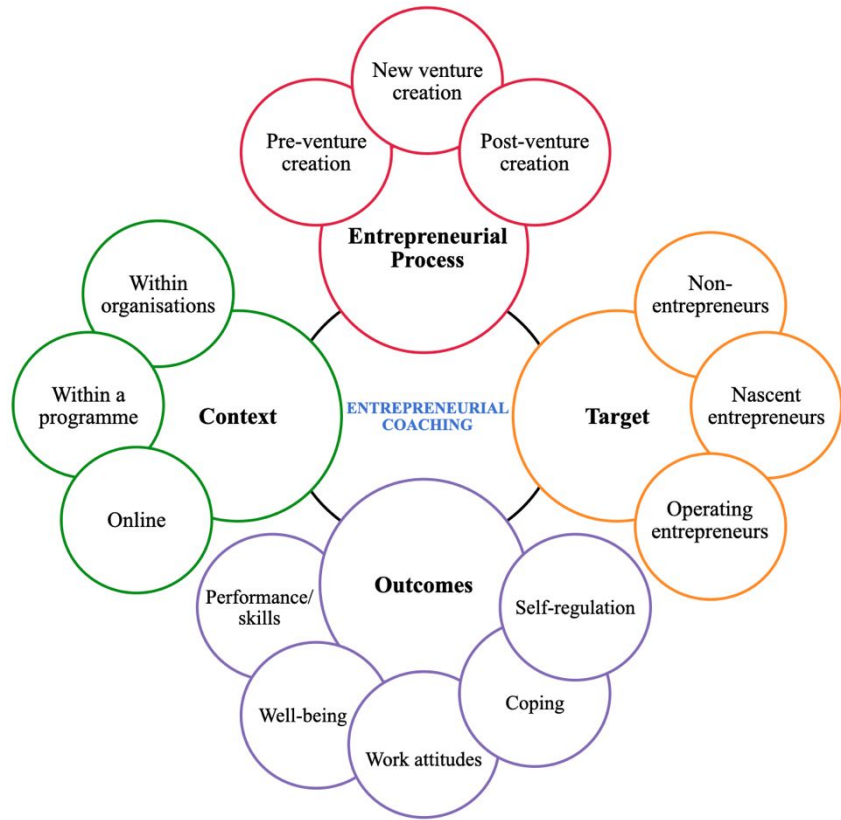 New venture
creation
Pre-venture
creation
Post-venture
creation
Entrepreneurial
Process
Within
organisations
Within a
programme
Online
Context
ENTREPRENEURIAL
COACHING
Target
Non-
entrepreneurs
Nascent
entrepreneurs
Operating
entrepreneurs
Outcomes
Performance/
skills
Well-being
Work attitudes
Coping
Self-regulation